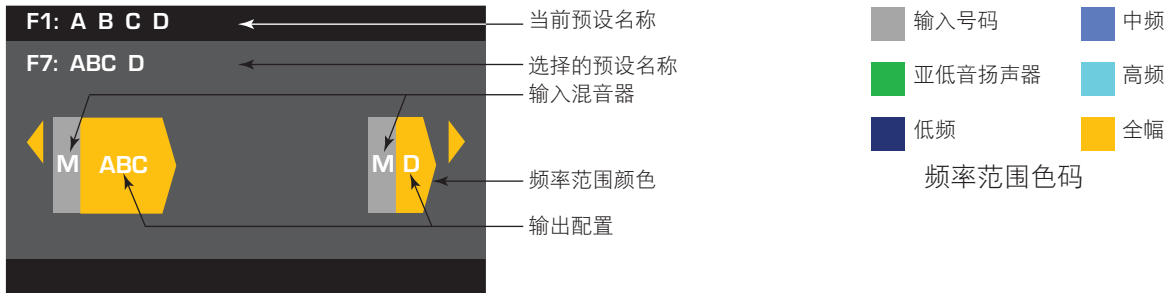 F1: A B C D
当前预设名称
F7: ABC D
选择的预设名称
输入混音器
M ABC
M D
频率范围颜色
输出配置
输入号码
中频
亚低音扬声器
高频
低频
全幅
频率范围色码